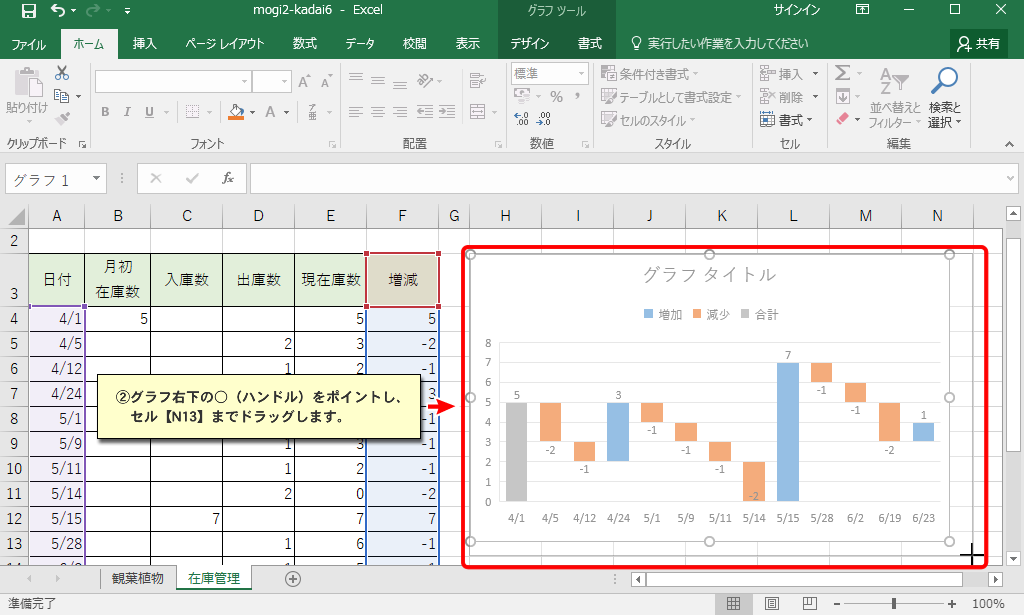 mogi2-kadai6 - Excel
グラフ ツール
サインイン
ファイル ホーム 挿入 ページ レイアウト 数式 データ 校閲 表示 デザイン 書式 実行したい作業を入力してください 共有
貼り付け
クリップボード
B I U A
フォント
配置
標準
% ,
数値
条件付き書式
テーブルとして書式設定
セルのスタイル
スタイル
挿入
削除
書式
セル
並べ替えと
フィルター
検索と
選択
編集
グラフ 1
fx
A B C D E F G H I J K L M N
2
3 日付 月初 在庫数 入庫数 出庫数 現在庫数 増減
4 4/1 5 5 5
5 4/5 2 3 -2
6 4/12 1 2 -1
7 4/24 3
8 5/1 -1
9 5/9 1 3 -1
10 5/11 1 2 -1
11 5/14 2 0 -2
12 5/15 7 7 7
13 5/28 1 6 -1
②グラフ右下の○（ハンドル）をポイントし、
セル【N13】までドラッグします。
グラフ タイトル
増加 減少 合計
8
7
6
5
4
3
2
1
0
5 -2 -1 3 -1 -1 -1 -2 7 -1 -1 -2 1
4/1 4/5 4/12 4/24 5/1 5/9 5/11 5/14 5/15 5/28 6/2 6/19 6/23
観葉植物 在庫管理
準備完了
100%